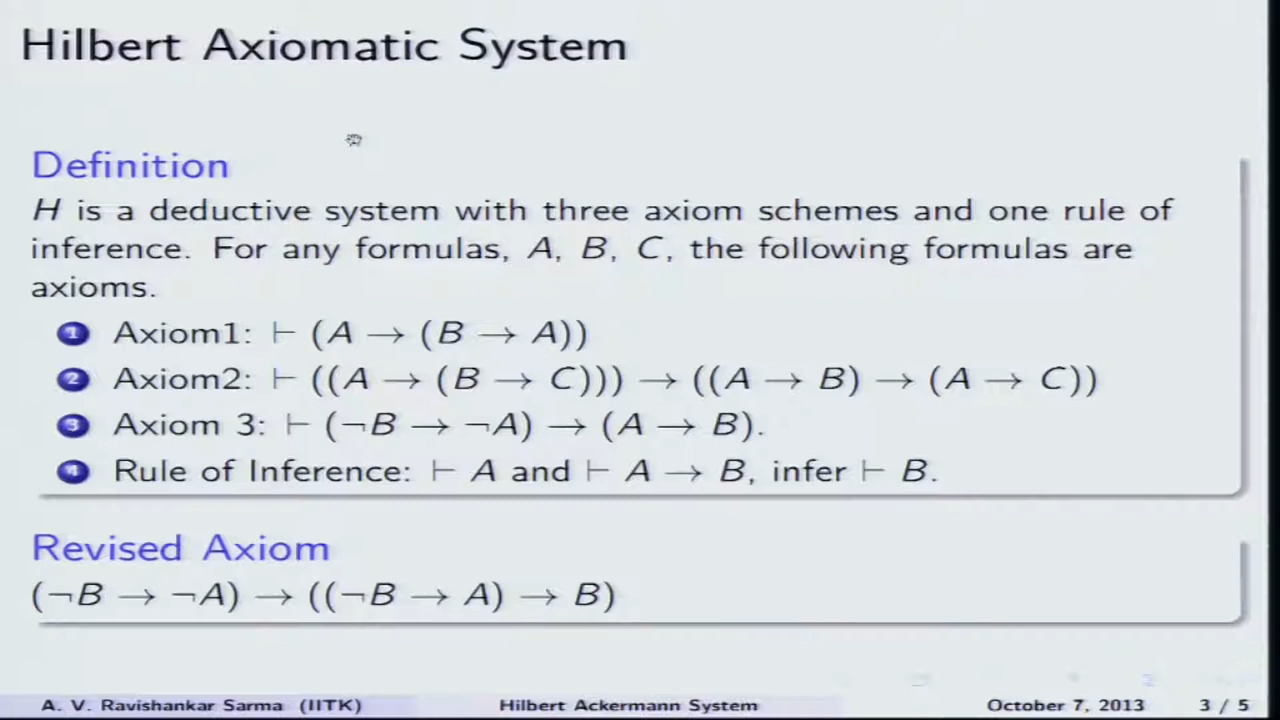 Hilbert Axiomatic System
Definition
H is a deductive system with three axiom schemes and one rule of
inference. For any formulas, A, B, C, the following formulas are
axioms.
1 Axiom1: ⊢ (A → (B → A))
2 Axiom2: ⊢ ((A → (B → C))) → ((A → B) → (A → C))
3 Axiom 3: ⊢ (¬B → ¬A) → (A → B).
4 Rule of Inference: ⊢ A and ⊢ A → B, infer ⊢ B.
Revised Axiom
(¬B → ¬A) → ((¬B → A) → B)
A. V. Ravishankar Sarma (IITK) Hilbert Ackermann System October 7, 2013 3 / 5